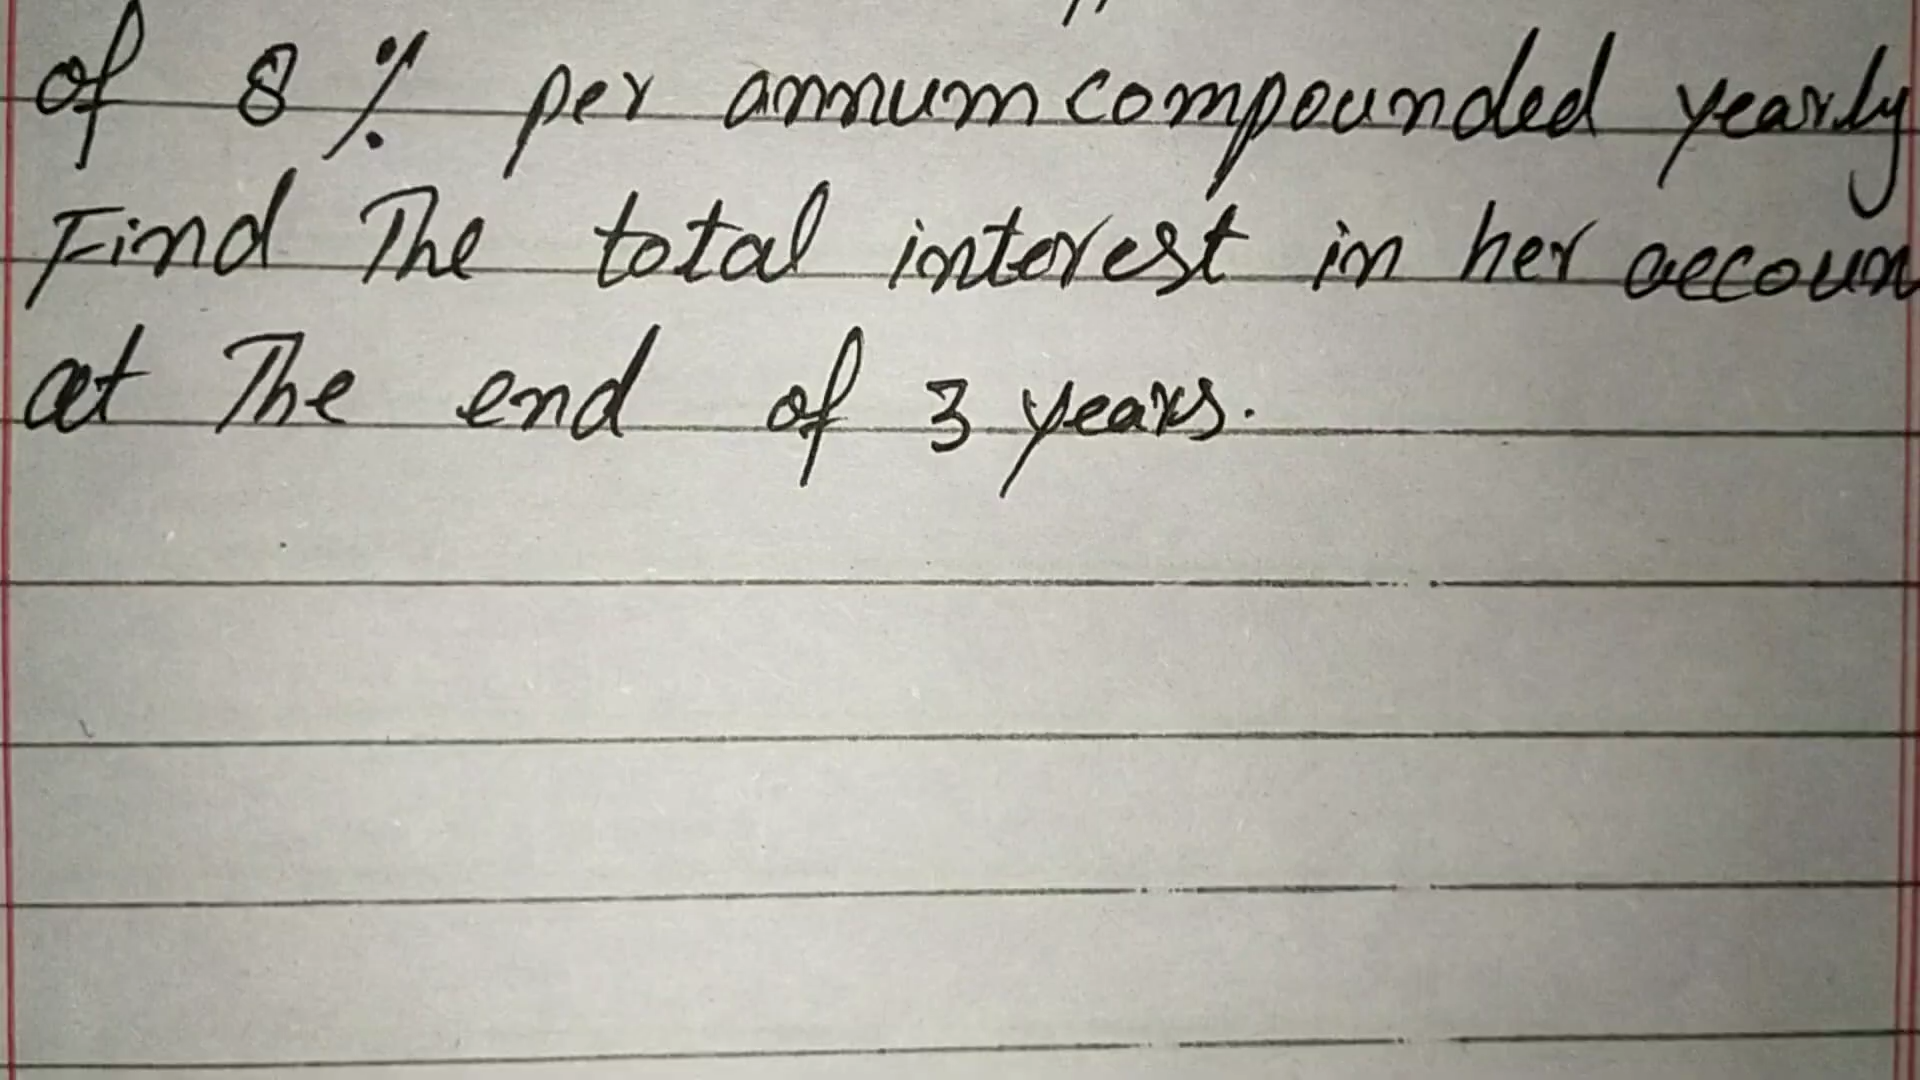 of 8 % per annum compounded yearly
Find The total interest in her accoun
at The end of 3 years.